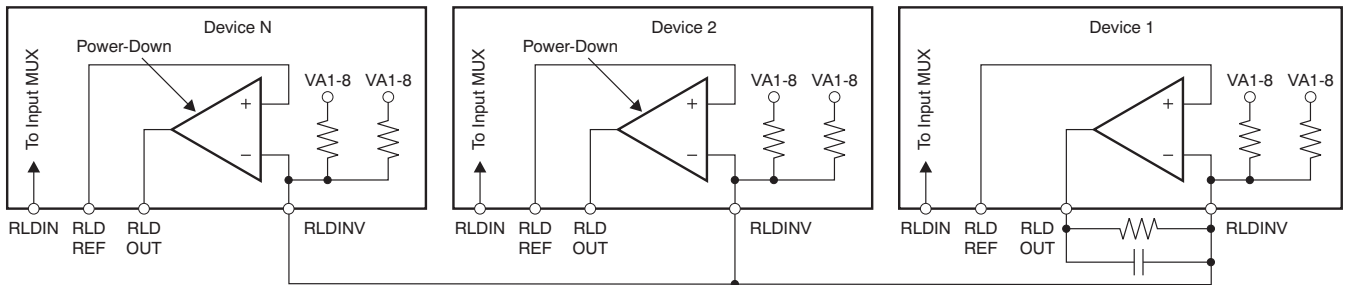 Device N
Power-Down
To Input MUX
VA1-8 VA1-8
+
−
RLDIN RLD REF RLD OUT RLDINV
Device 2
Power-Down
To Input MUX
VA1-8 VA1-8
+
−
RLDIN RLD REF RLD OUT RLDINV
Device 1
To Input MUX
VA1-8 VA1-8
+
−
RLDIN RLD REF RLD OUT RLDINV